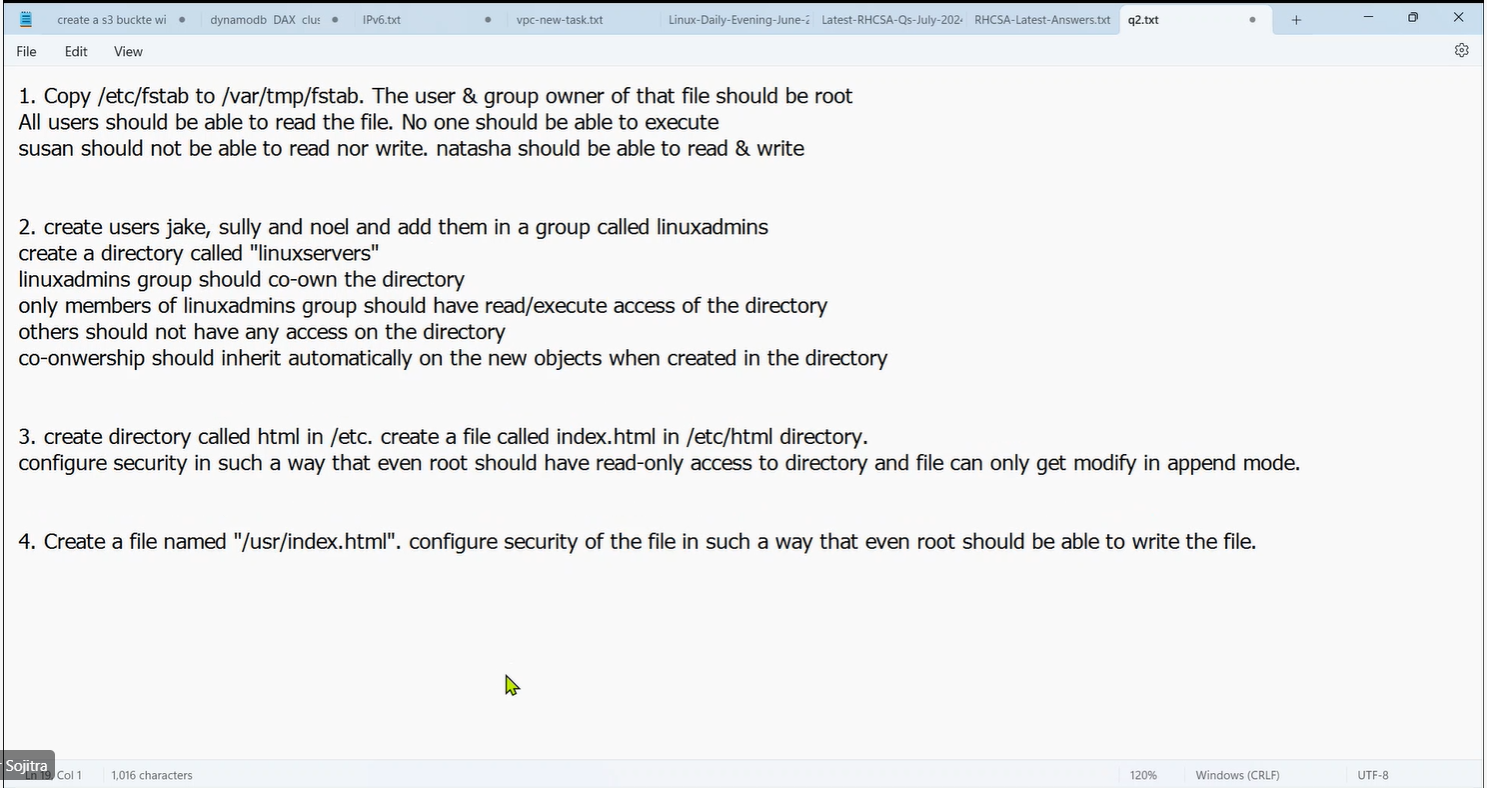 create a s3 buckte wi
dynamodb DAX clus
IPv6.txt
vpc-new-task.txt
Linux-Daily-Evening-June-2
Latest-RHCSA-Qs-July-202
RHCSA-Latest-Answers.txt
q2.txt
File Edit View
1. Copy /etc/fstab to /var/tmp/fstab. The user & group owner of that file should be root
All users should be able to read the file. No one should be able to execute
susan should not be able to read nor write. natasha should be able to read & write
2. create users jake, sully and noel and add them in a group called linuxadmins
create a directory called "linuxservers"
linuxadmins group should co-own the directory
only members of linuxadmins group should have read/execute access of the directory
others should not have any access on the directory
co-onwership should inherit automatically on the new objects when created in the directory
3. create directory called html in /etc. create a file called index.html in /etc/html directory.
configure security in such a way that even root should have read-only access to directory and file can only get modify in append mode.
4. Create a file named "/usr/index.html". configure security of the file in such a way that even root should be able to write the file.
Sojitra
Ln 19, Col 1 1,016 characters 120% Windows (CRLF) UTF-8